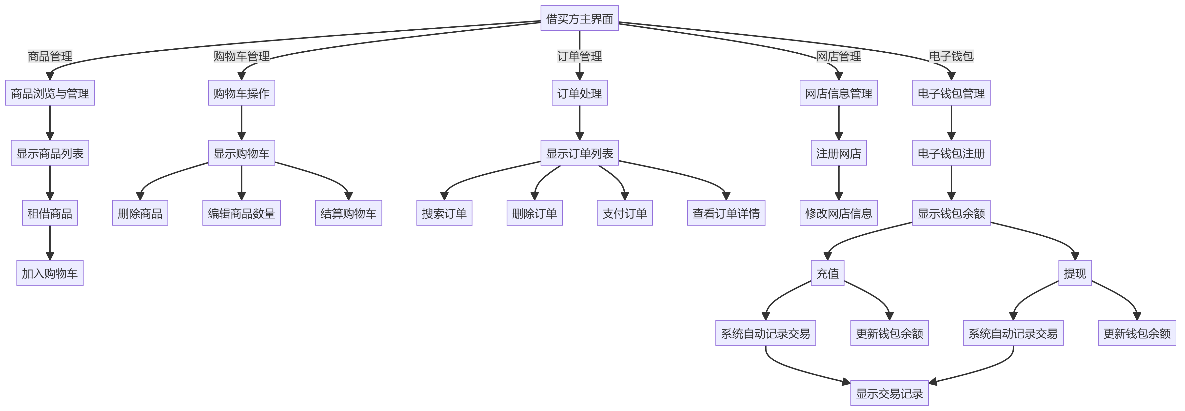 借买方主界面
商品管理
购物车管理
订单管理
网店管理
电子钱包
商品浏览与管理
购物车操作
订单处理
网店信息管理
电子钱包管理
显示商品列表
显示购物车
显示订单列表
注册网店
电子钱包注册
租借商品
删除商品
编辑商品数量
结算购物车
搜索订单
删除订单
支付订单
查看订单详情
修改网店信息
显示钱包余额
加入购物车
充值
提现
系统自动记录交易
更新钱包余额
系统自动记录交易
更新钱包余额
显示交易记录